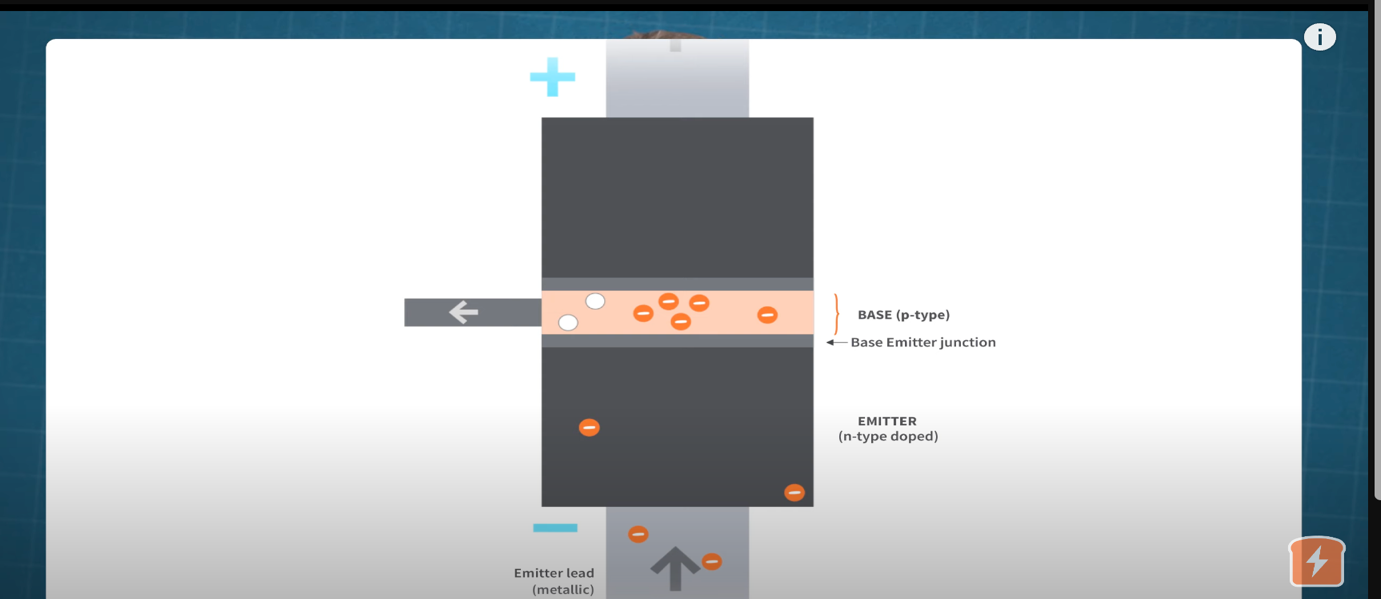 i
BASE (p-type)
Base Emitter junction
EMITTER
(n-type doped)
Emitter lead
(metallic)